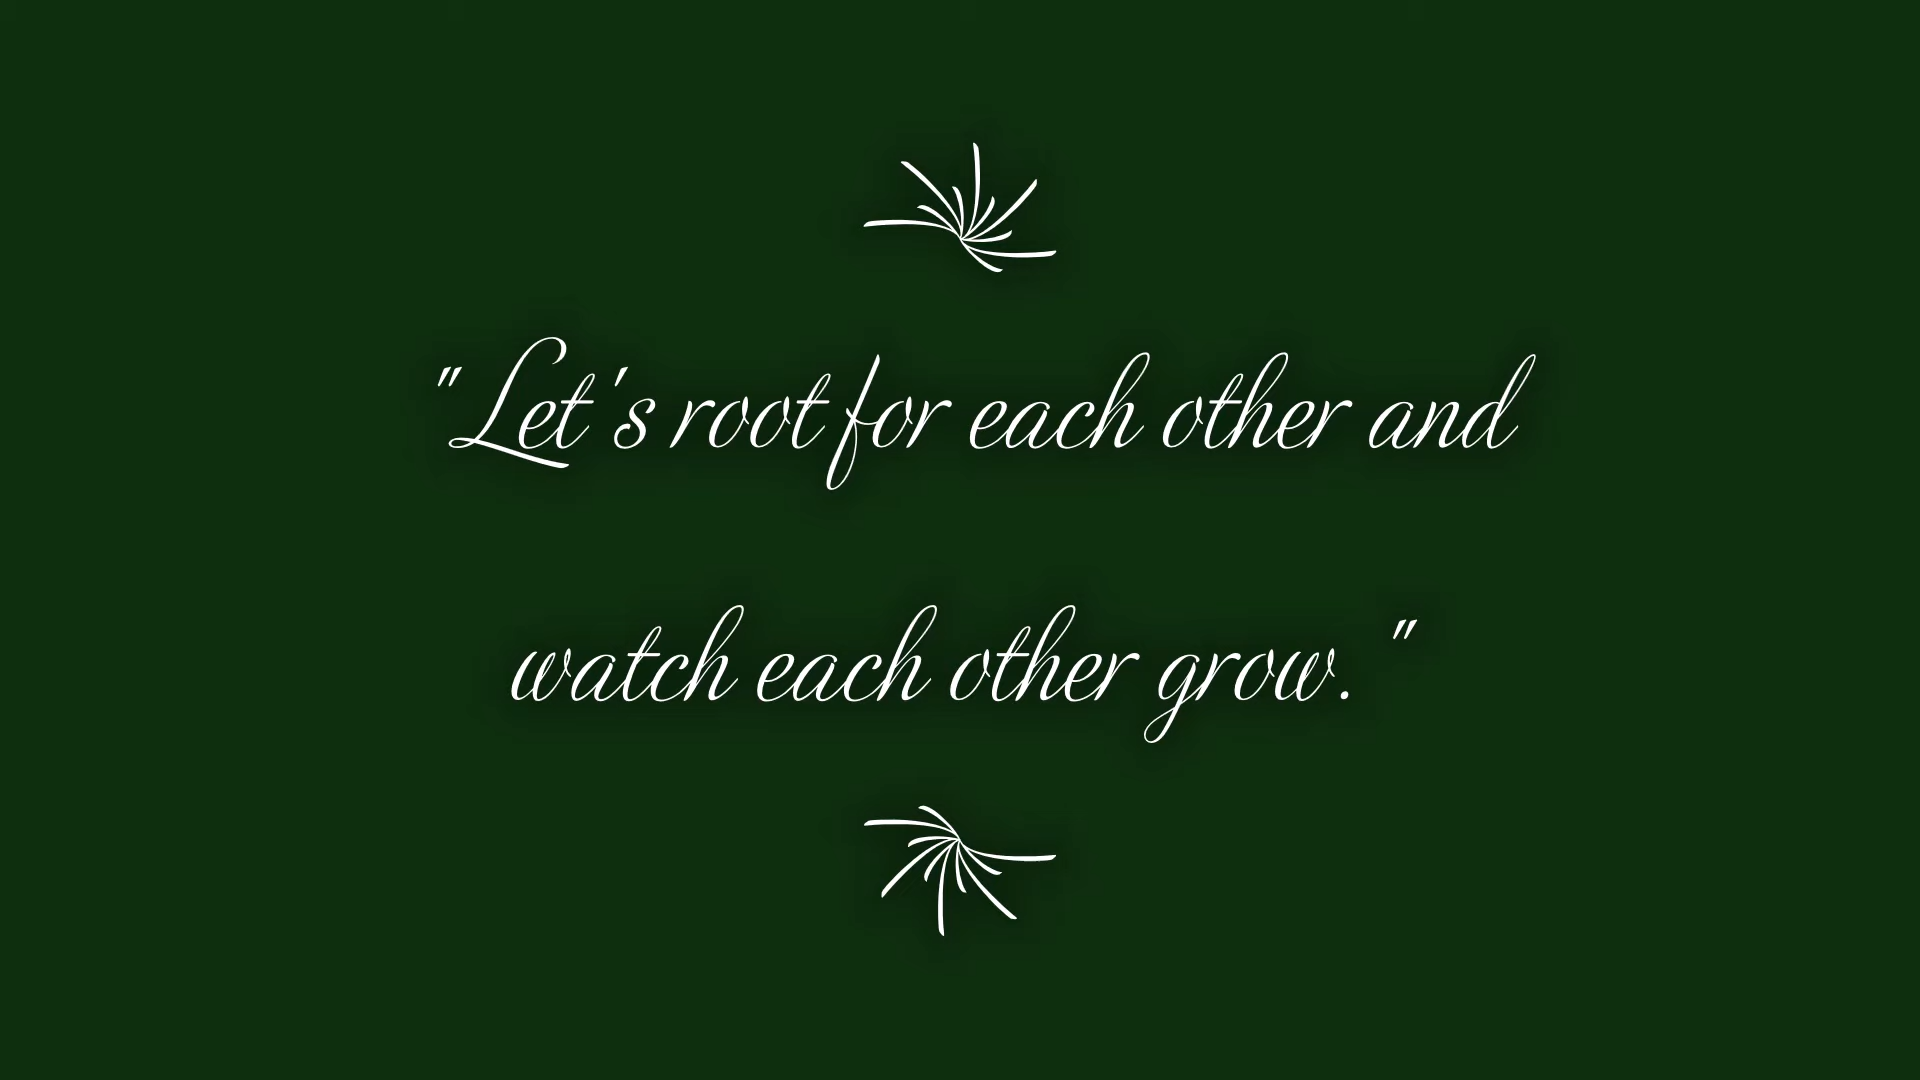 "Let's root for each other and
watch each other grow. "